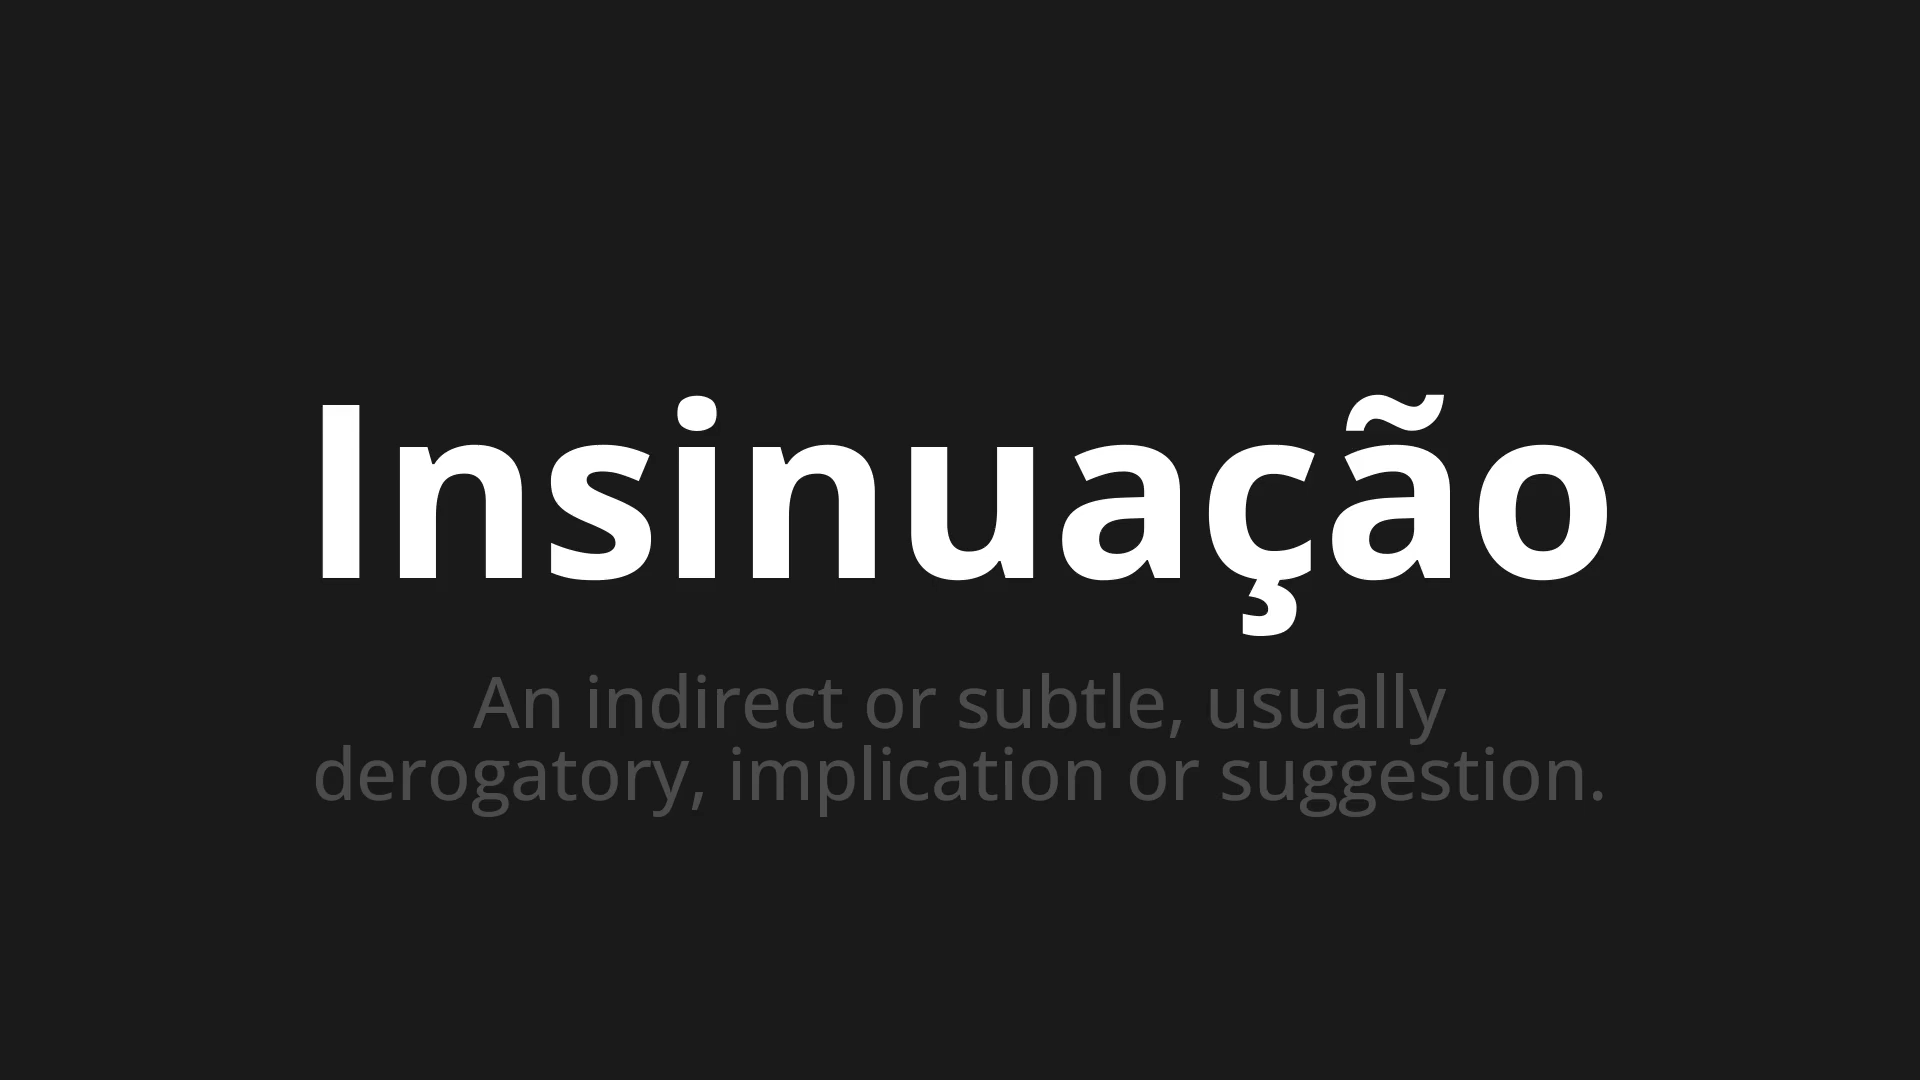 Insinuação
An indirect or subtle, usually
derogatory, implication or suggestion.